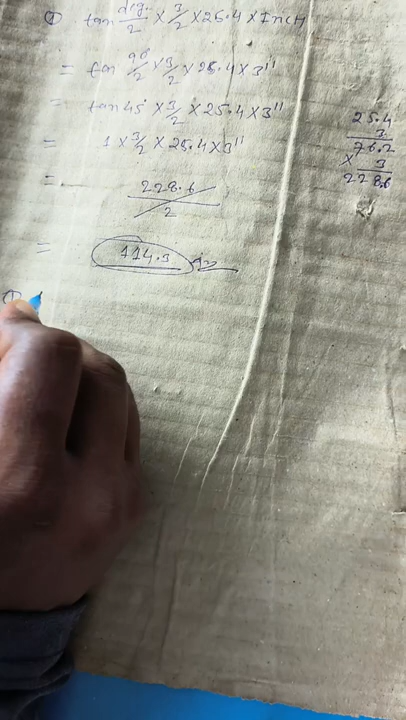 ① tan deg./2 × 3/2 × 25.4 × Inch
= tan 90/2 × 3/2 × 25.4 × 3"
= tan 45° × 3/2 × 25.4 × 3"
= 1 × 3/2 × 25.4 × 3"
= 228.6/2
= 114.3 Ans
25.4
3
76.2
× 3
228.6
①